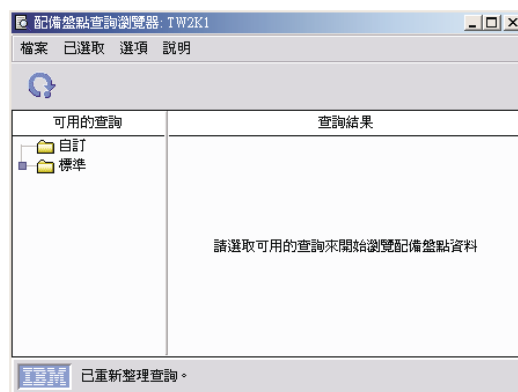 配備盤點查詢瀏覽器: TW2K1
檔案 已選取 選項 說明
可用的查詢
查詢結果
自訂
標準
請選取可用的查詢來開始瀏覽配備盤點資料
IBM
已重新整理查詢。